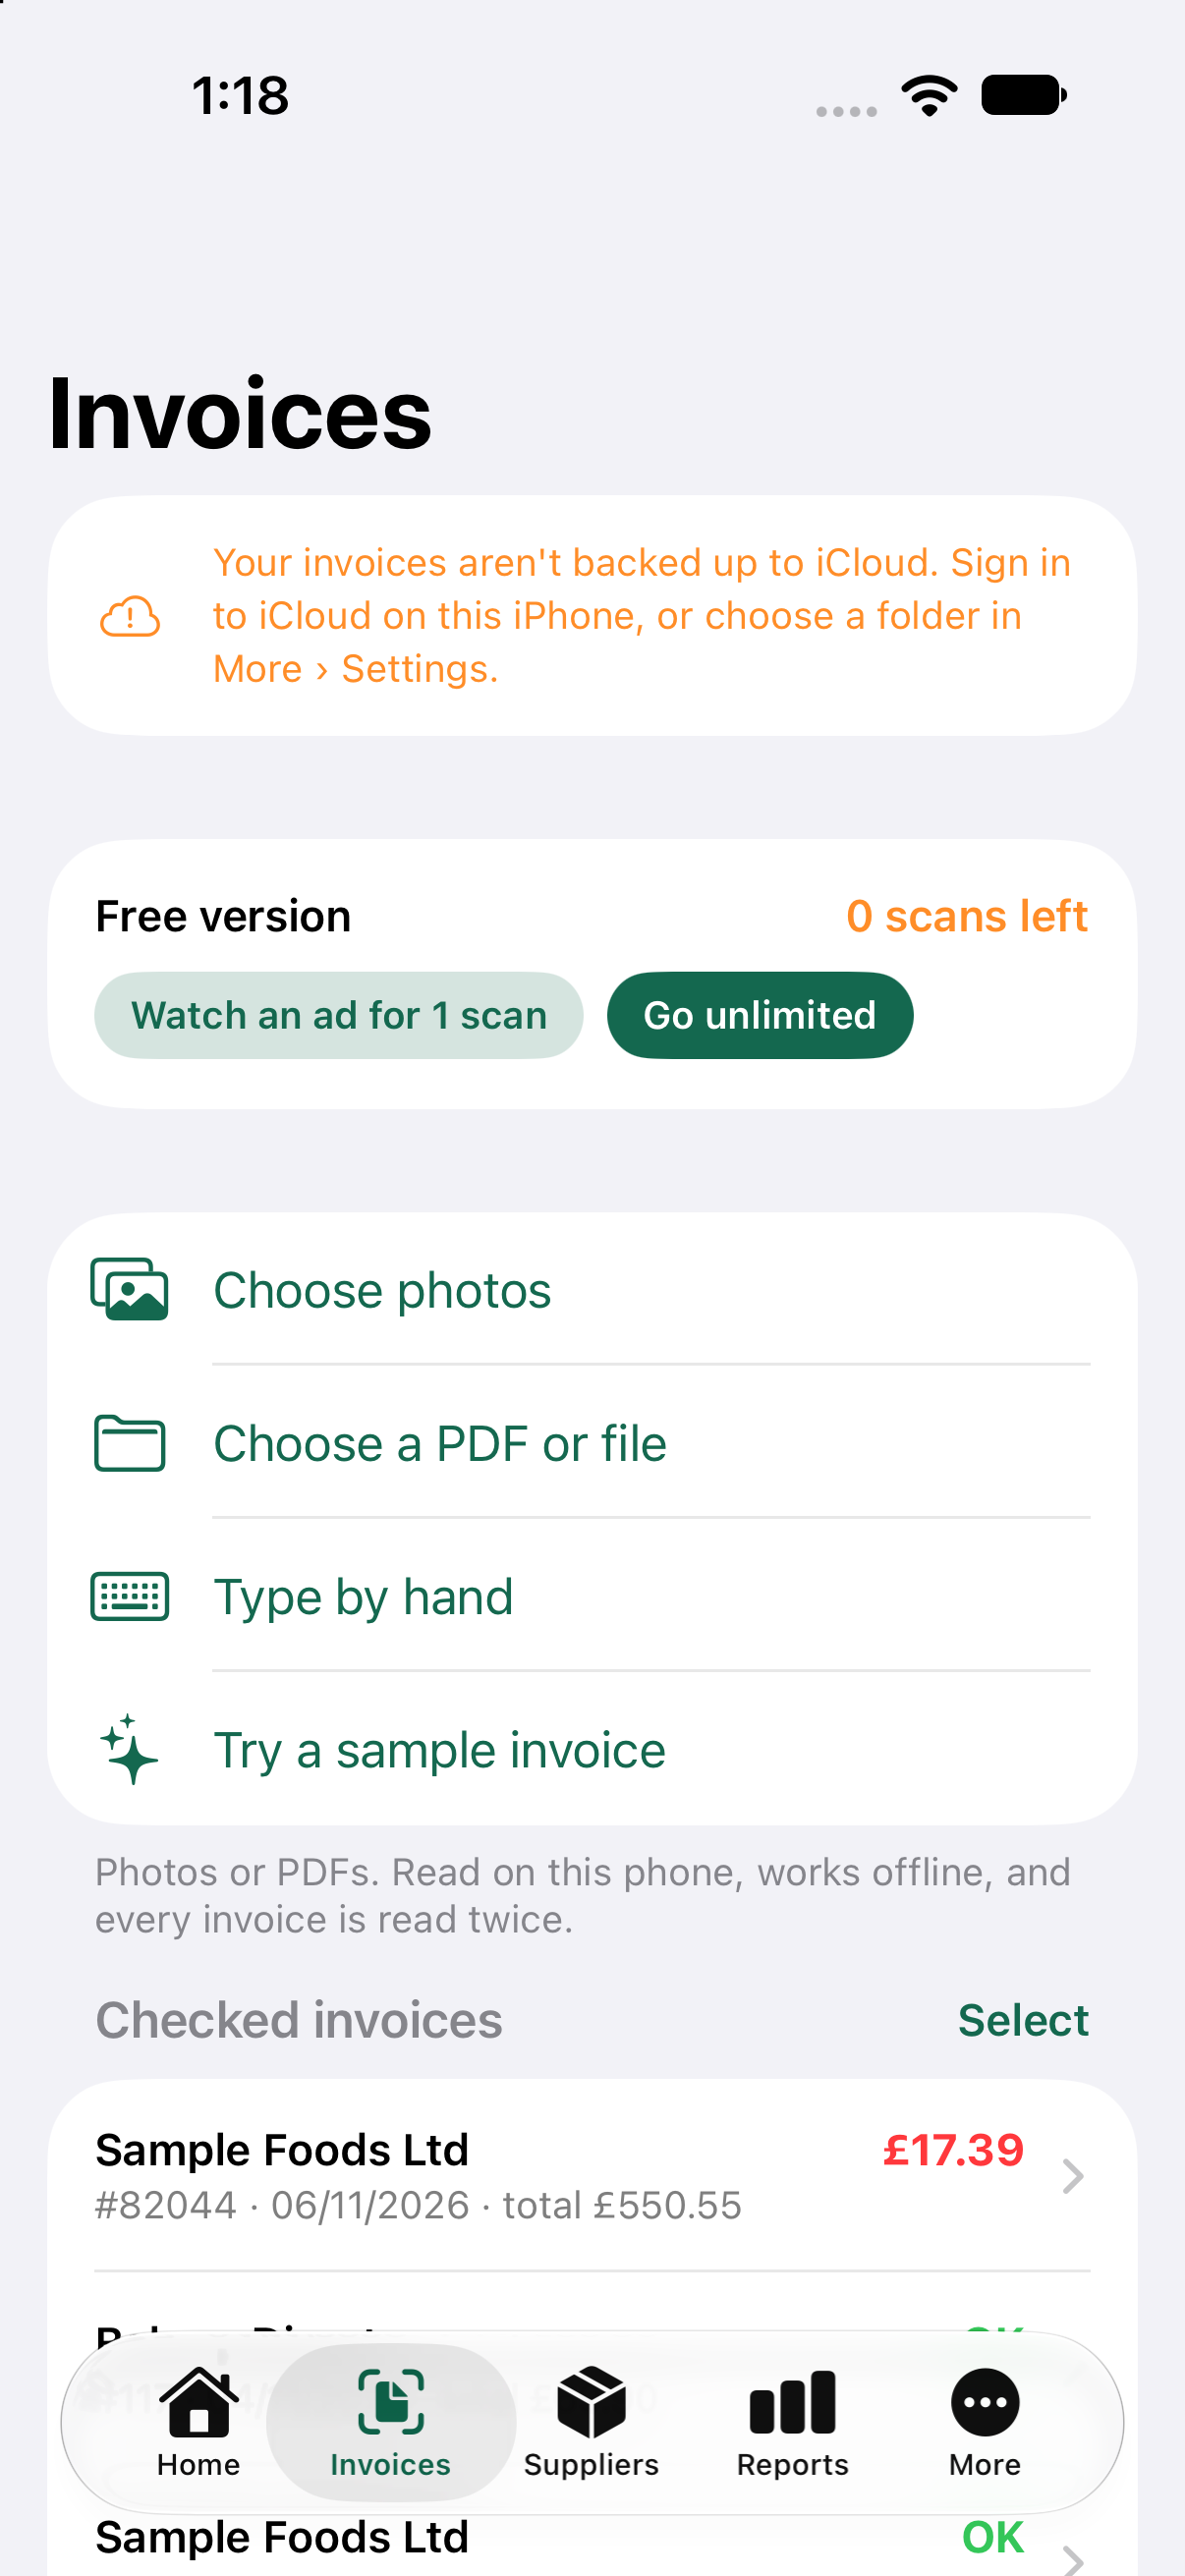 1:18
Invoices
Your invoices aren't backed up to iCloud. Sign in
to iCloud on this iPhone, or choose a folder in
More › Settings.
Free version
0 scans left
Watch an ad for 1 scan
Go unlimited
Choose photos
Choose a PDF or file
Type by hand
Try a sample invoice
Photos or PDFs. Read on this phone, works offline, and
every invoice is read twice.
Checked invoices
Select
Sample Foods Ltd
£17.39
#82044 · 06/11/2026 · total £550.55
Home
Invoices
Suppliers
Reports
More
Sample Foods Ltd
OK